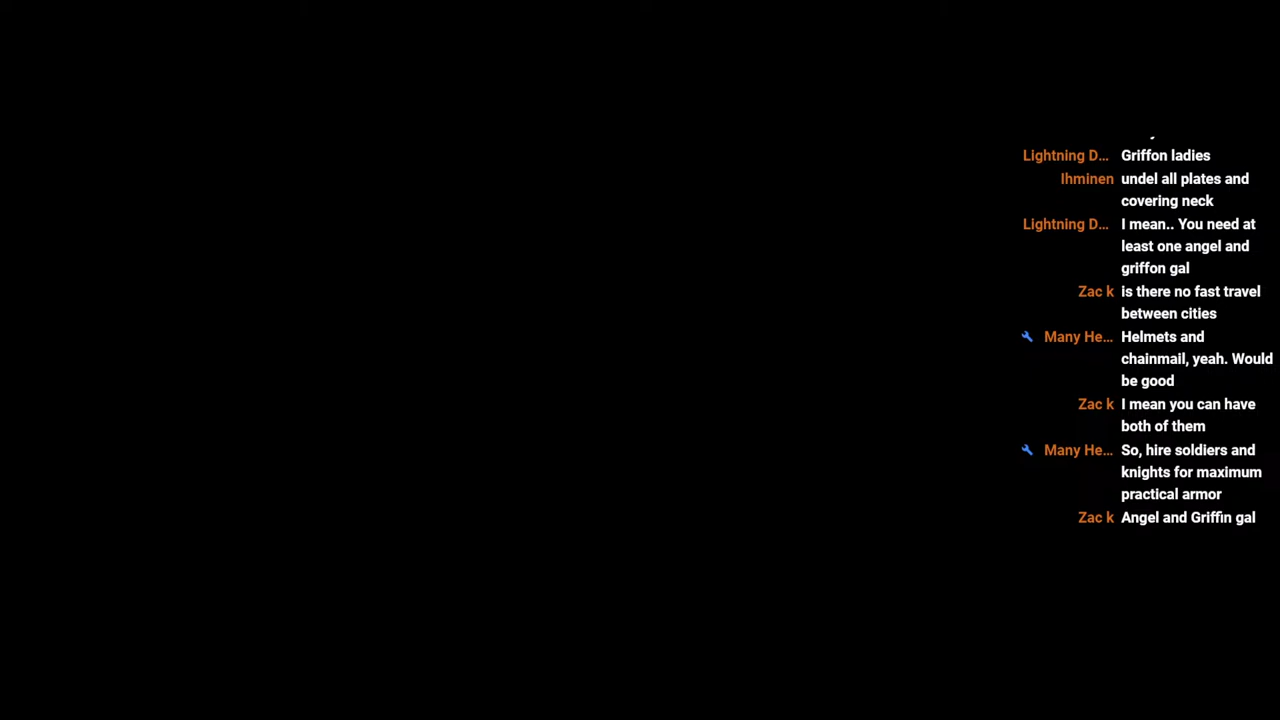 Lightning D... Griffon ladies
Ihminen undel all plates and
covering neck
Lightning D... I mean.. You need at
least one angel and
griffon gal
Zac k is there no fast travel
between cities
Many He... Helmets and
chainmail, yeah. Would
be good
Zac k I mean you can have
both of them
Many He... So, hire soldiers and
knights for maximum
practical armor
Zac k Angel and Griffin gal